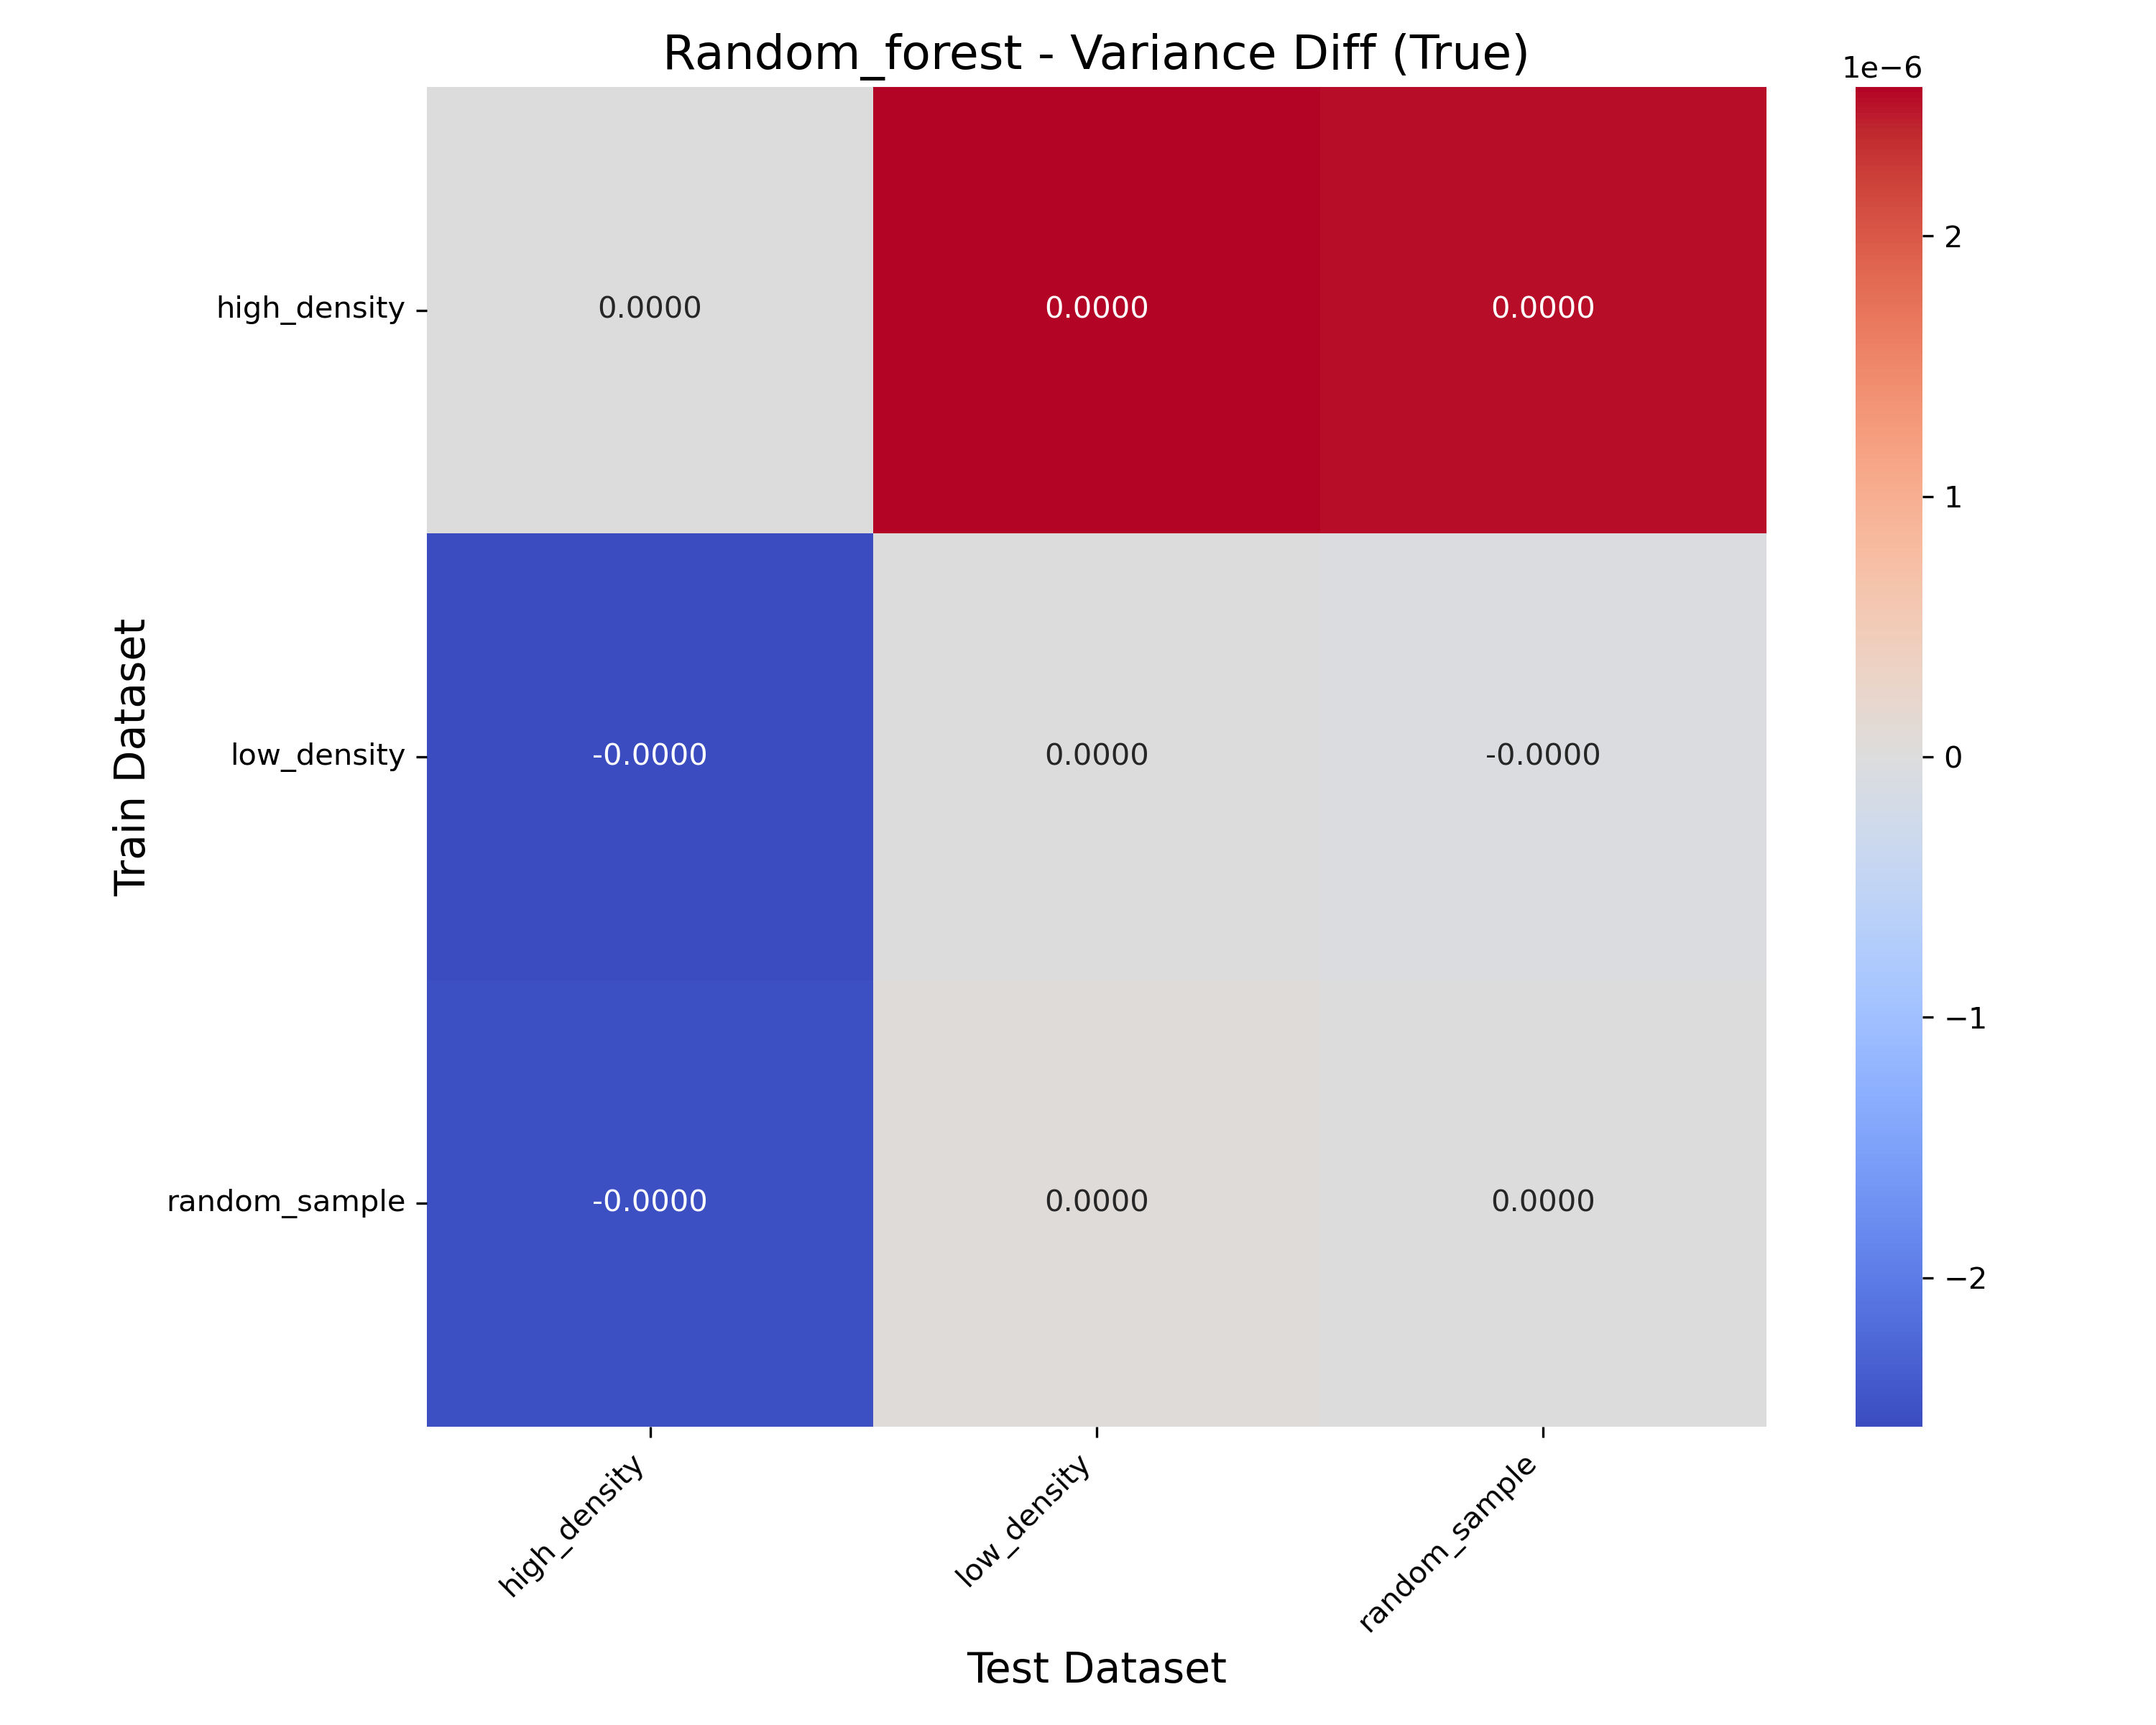 Random_forest - Variance Diff (True)
1e−6
high_density
0.0000
0.0000
0.0000
low_density
-0.0000
0.0000
-0.0000
random_sample
-0.0000
0.0000
0.0000
Train Dataset
high_density
low_density
random_sample
Test Dataset
2
1
0
−1
−2